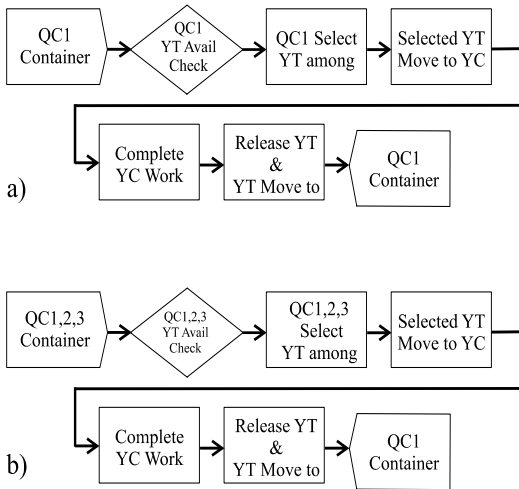 QC1
Container
QC1
YT Avail
Check
QC1 Select
YT among
Selected YT
Move to YC
Complete
YC Work
Release YT
&
YT Move to
QC1
Container
a)
QC1,2,3
Container
QC1,2,3
YT Avail
Check
QC1,2,3
Select
YT among
Selected YT
Move to YC
Complete
YC Work
Release YT
&
YT Move to
QC1
Container
b)